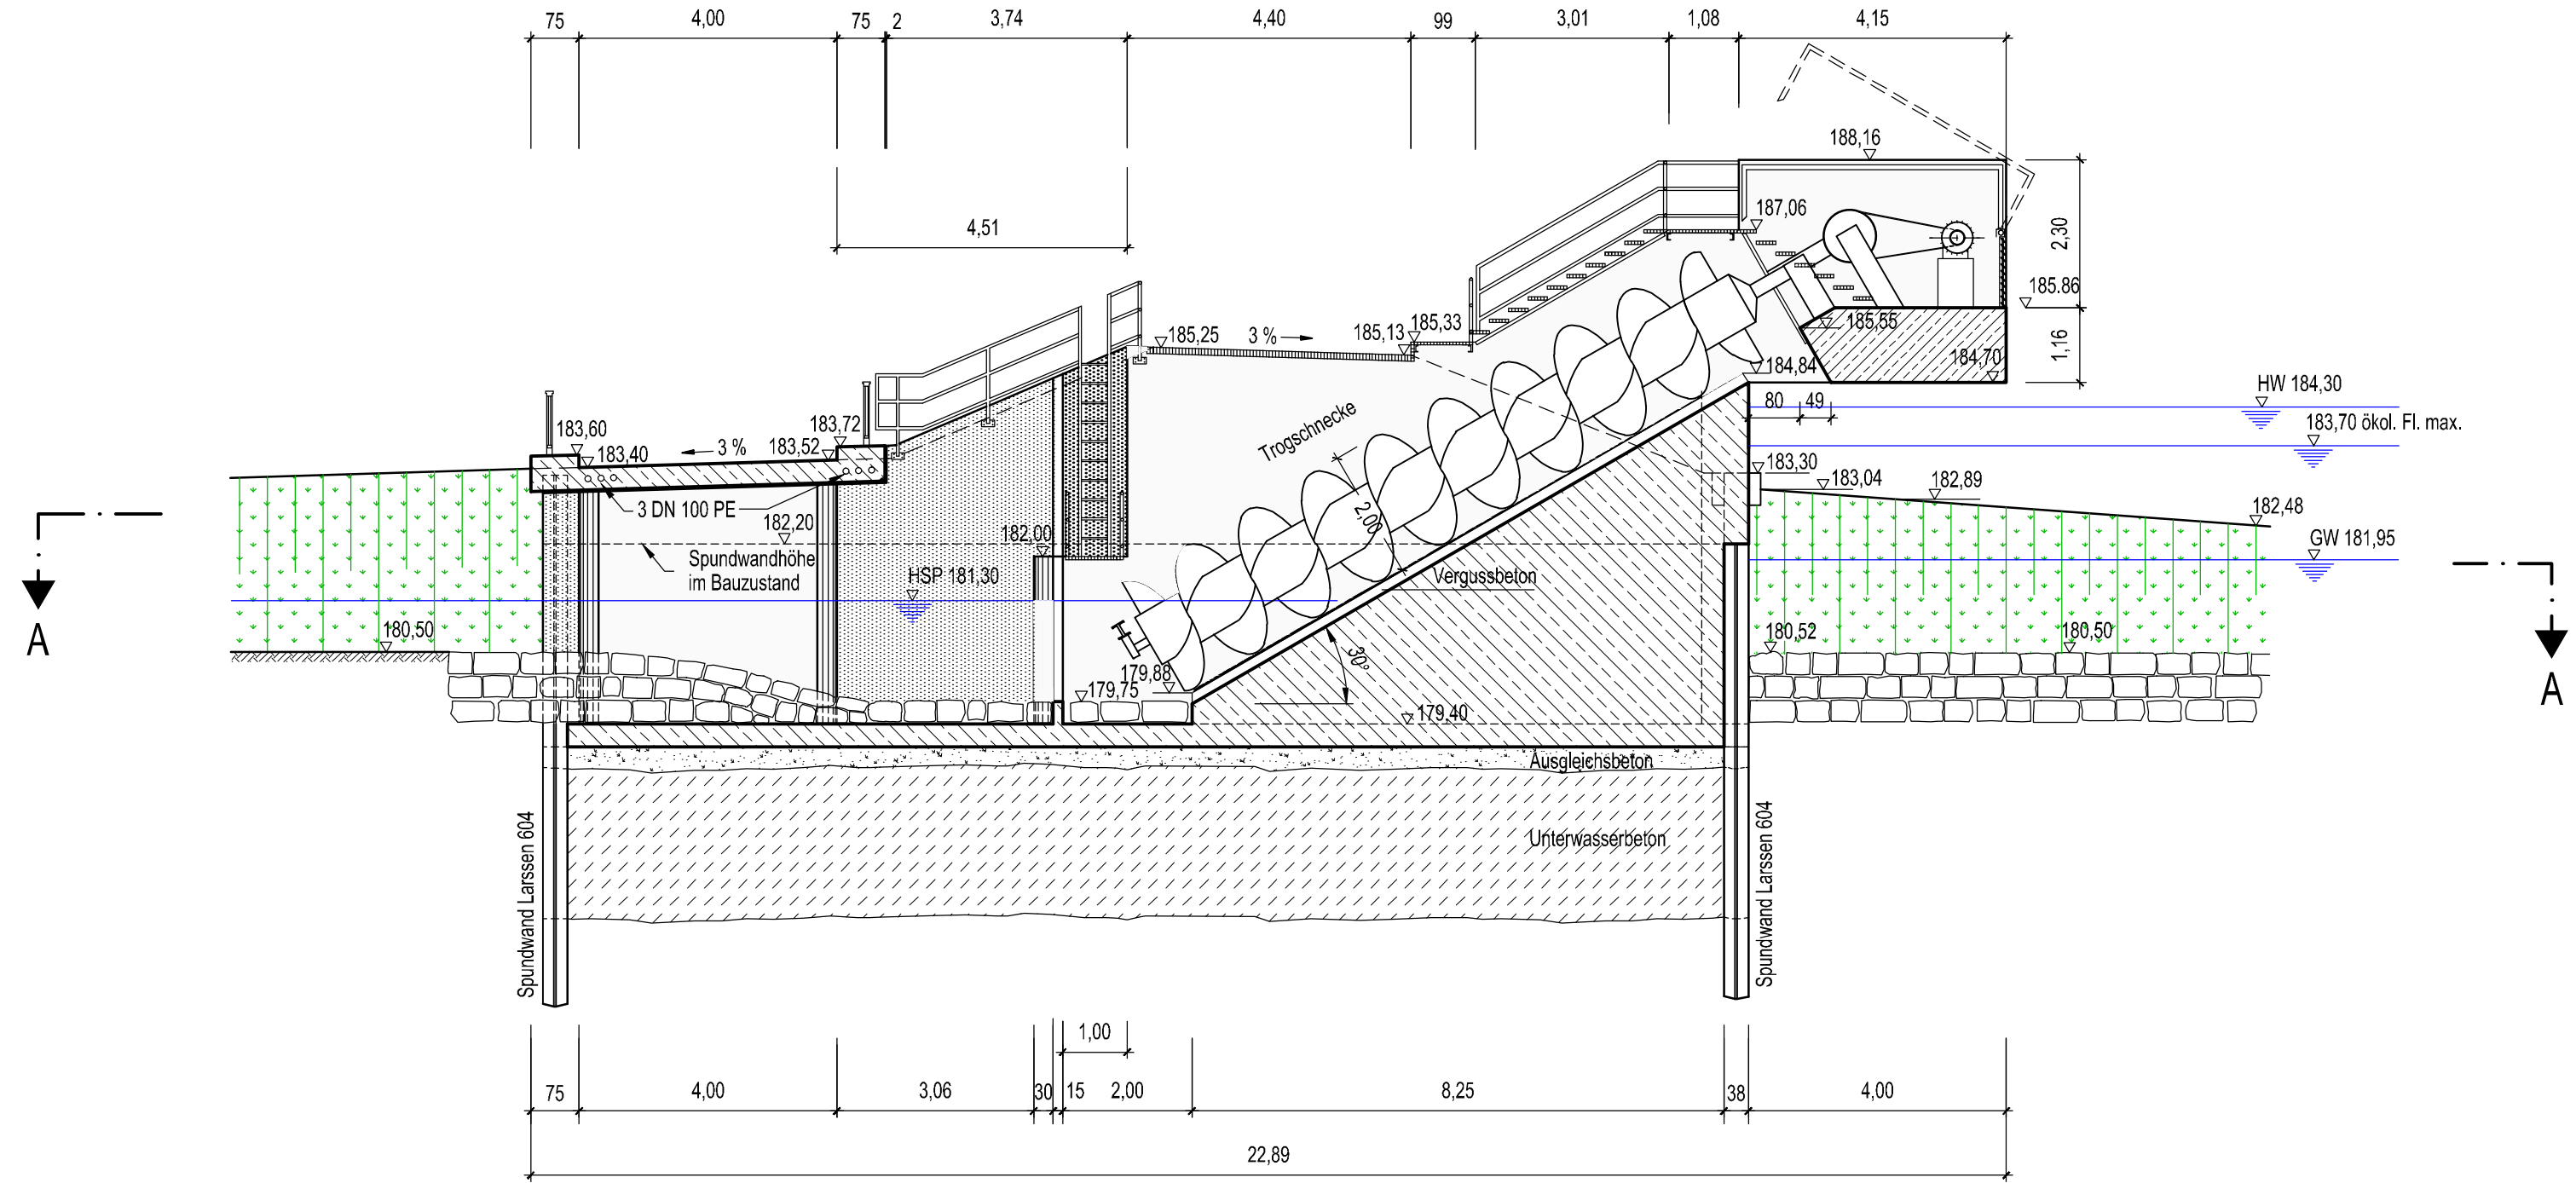 75 4,00 75 2 3,74 4,40 99 3,01 1,08 4,15
188,16
187,06
4,51
2,30
185.86
185,25 3 % 185,13 185,33
185,55
1,16
184,70
184,84
HW 184,30
80 49
183,70 ökol. Fl. max.
Trogschnecke
183,60 183,72
183,40 3 % 183,52
183,30
183,04 182,89
182,48
3 DN 100 PE
182,20
2,00
182,00
GW 181,95
Spundwandhöhe
im Bauzustand
HSP 181,30
Vergussbeton
A
180,50
180,52
180,50
A
30°
179,88
179,75
179,40
Ausgleichsbeton
Unterwasserbeton
Spundwand Larssen 604
Spundwand Larssen 604
1,00
75 4,00 3,06 30 15 2,00 8,25 38 4,00
22,89